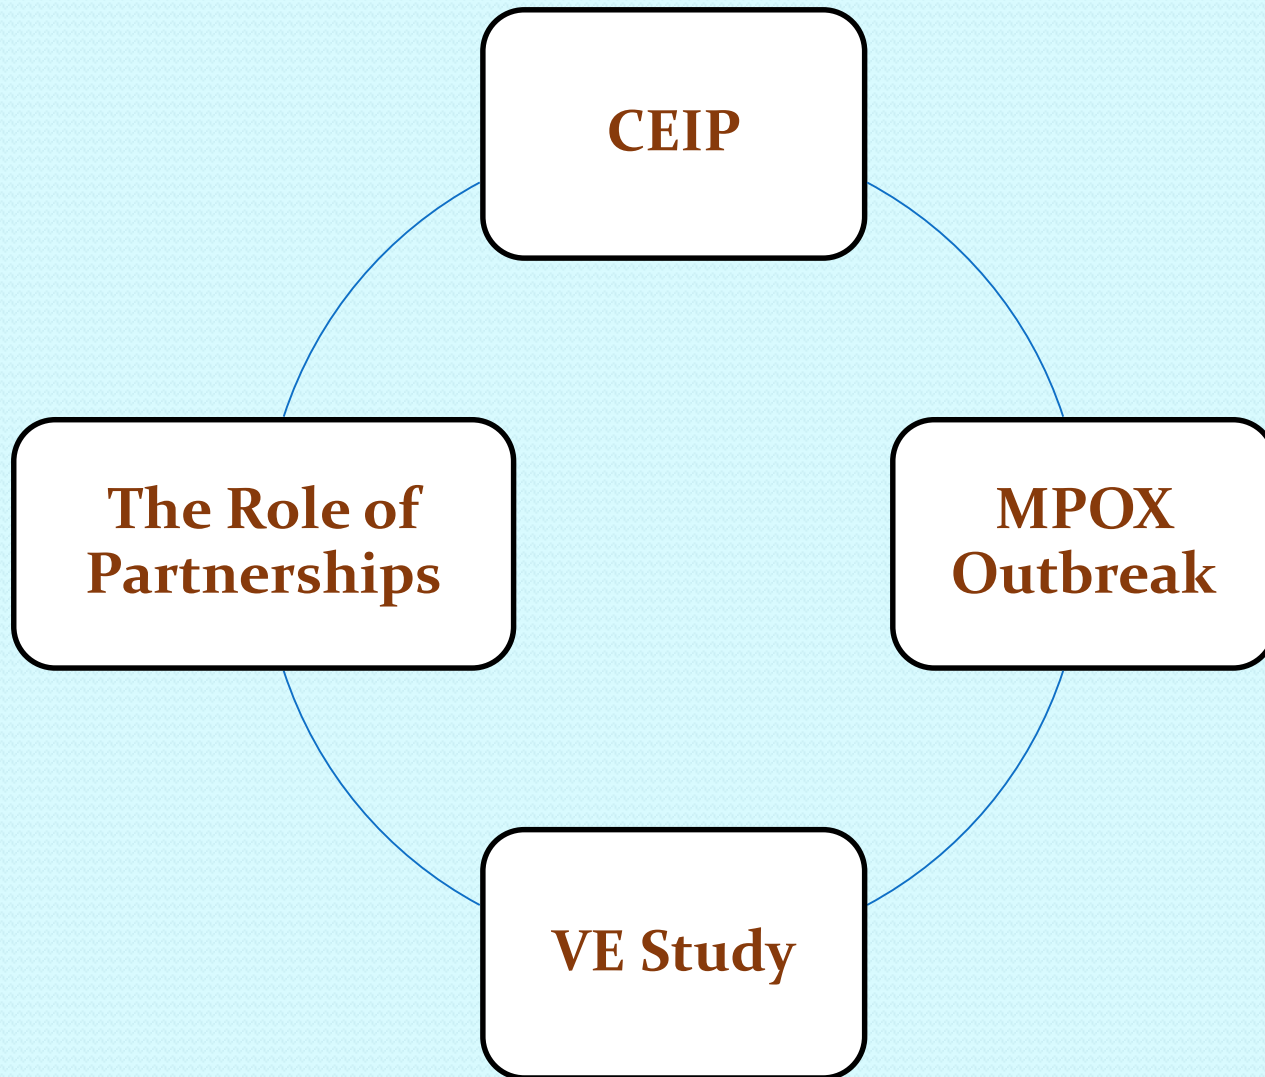 CEIP
The Role of
Partnerships
MPOX
Outbreak
VE Study